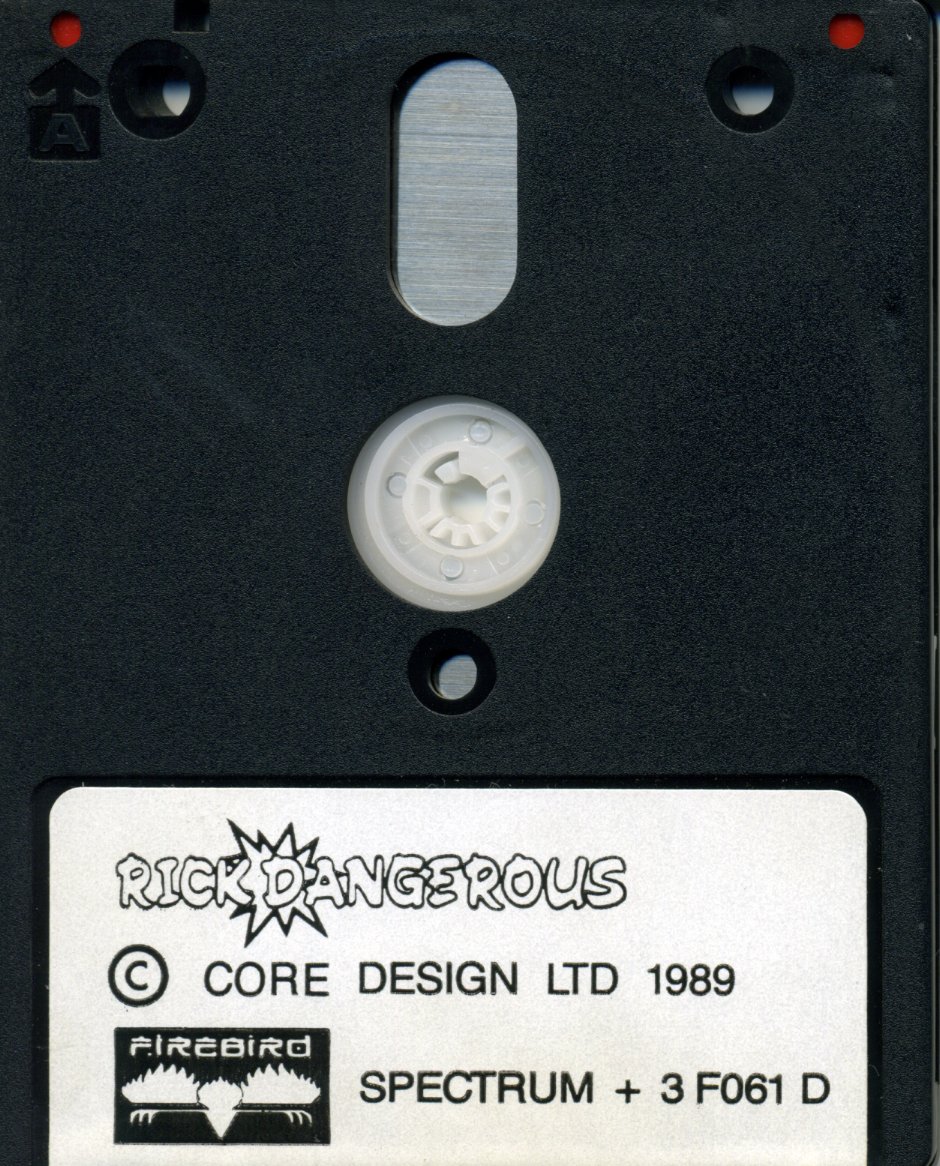 A
RICK DANGEROUS
© CORE DESIGN LTD 1989
FIREBIRD
SPECTRUM + 3 F061 D